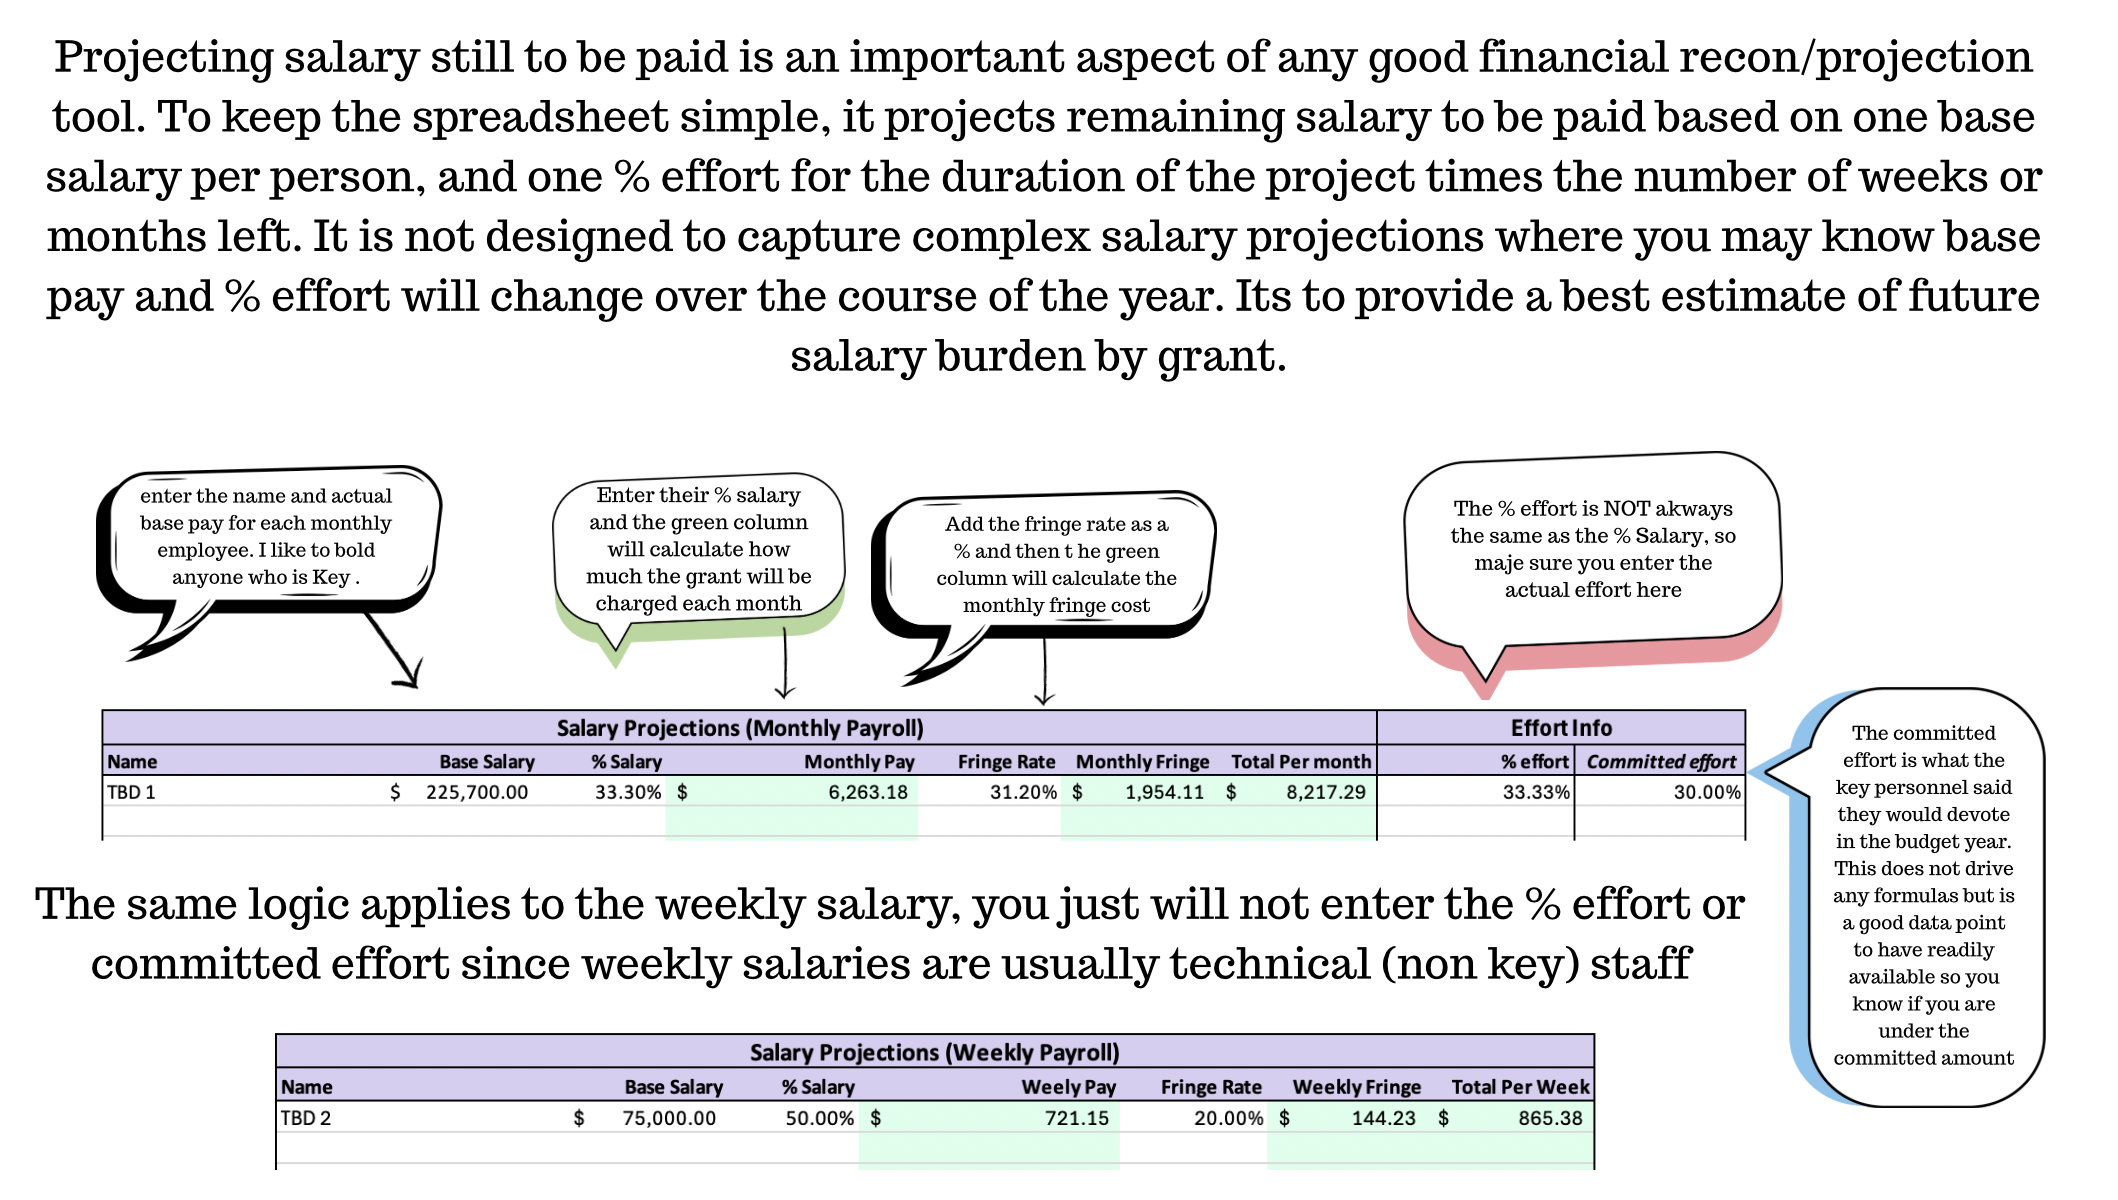 Projecting salary still to be paid is an important aspect of any good financial recon/projection
tool. To keep the spreadsheet simple, it projects remaining salary to be paid based on one base
salary per person, and one % effort for the duration of the project times the number of weeks or
months left. It is not designed to capture complex salary projections where you may know base
pay and % effort will change over the course of the year. Its to provide a best estimate of future
salary burden by grant.
enter the name and actual
base pay for each monthly
employee. I like to bold
anyone who is Key .
Enter their % salary
and the green column
will calculate how
much the grant will be
charged each month
Add the fringe rate as a
% and then t he green
column will calculate the
monthly fringe cost
The % effort is NOT akways
the same as the % Salary, so
maje sure you enter the
actual effort here
Salary Projections (Monthly Payroll) Effort Info
Name Base Salary % Salary Monthly Pay Fringe Rate Monthly Fringe Total Per month % effort Committed effort
TBD 1 $ 225,700.00 33.30% $ 6,263.18 31.20% $ 1,954.11 $ 8,217.29 33.33% 30.00%
The committed
effort is what the
key personnel said
they would devote
in the budget year.
This does not drive
any formulas but is
a good data point
to have readily
available so you
know if you are
under the
committed amount
The same logic applies to the weekly salary, you just will not enter the % effort or
committed effort since weekly salaries are usually technical (non key) staff
Salary Projections (Weekly Payroll)
Name Base Salary % Salary Weely Pay Fringe Rate Weekly Fringe Total Per Week
TBD 2 $ 75,000.00 50.00% $ 721.15 20.00% $ 144.23 $ 865.38